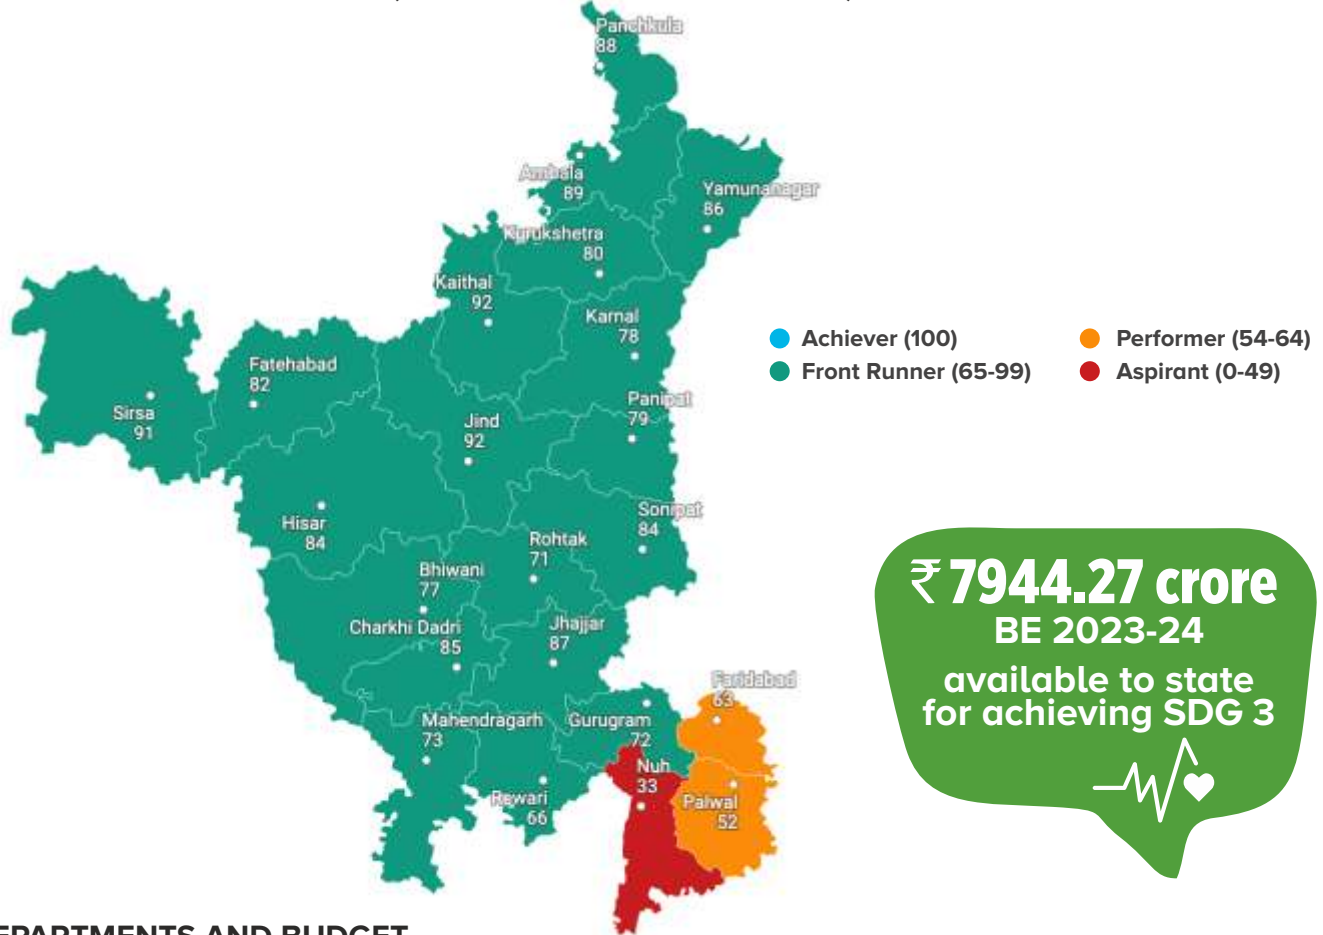 Panchkula
88
Ambala
89
Yamunanagar
86
Kurukshetra
80
Kaithal
92
Karnal
78
Achiever (100)
Performer (54-64)
Front Runner (65-99)
Aspirant (0-49)
Fatehabad
82
Panipat
79
Sirsa
91
Jind
92
Hisar
84
Sonipat
84
Rohtak
71
Bhiwani
77
Charkhi Dadri
85
Jhajjar
87
₹ 7944.27 crore
BE 2023-24
available to state
for achieving SDG 3
Faridabad
63
Mahendragarh
73
Gurugram
72
Nuh
33
Rewari
66
Palwal
52
EPARTMENTS AND BUDGET